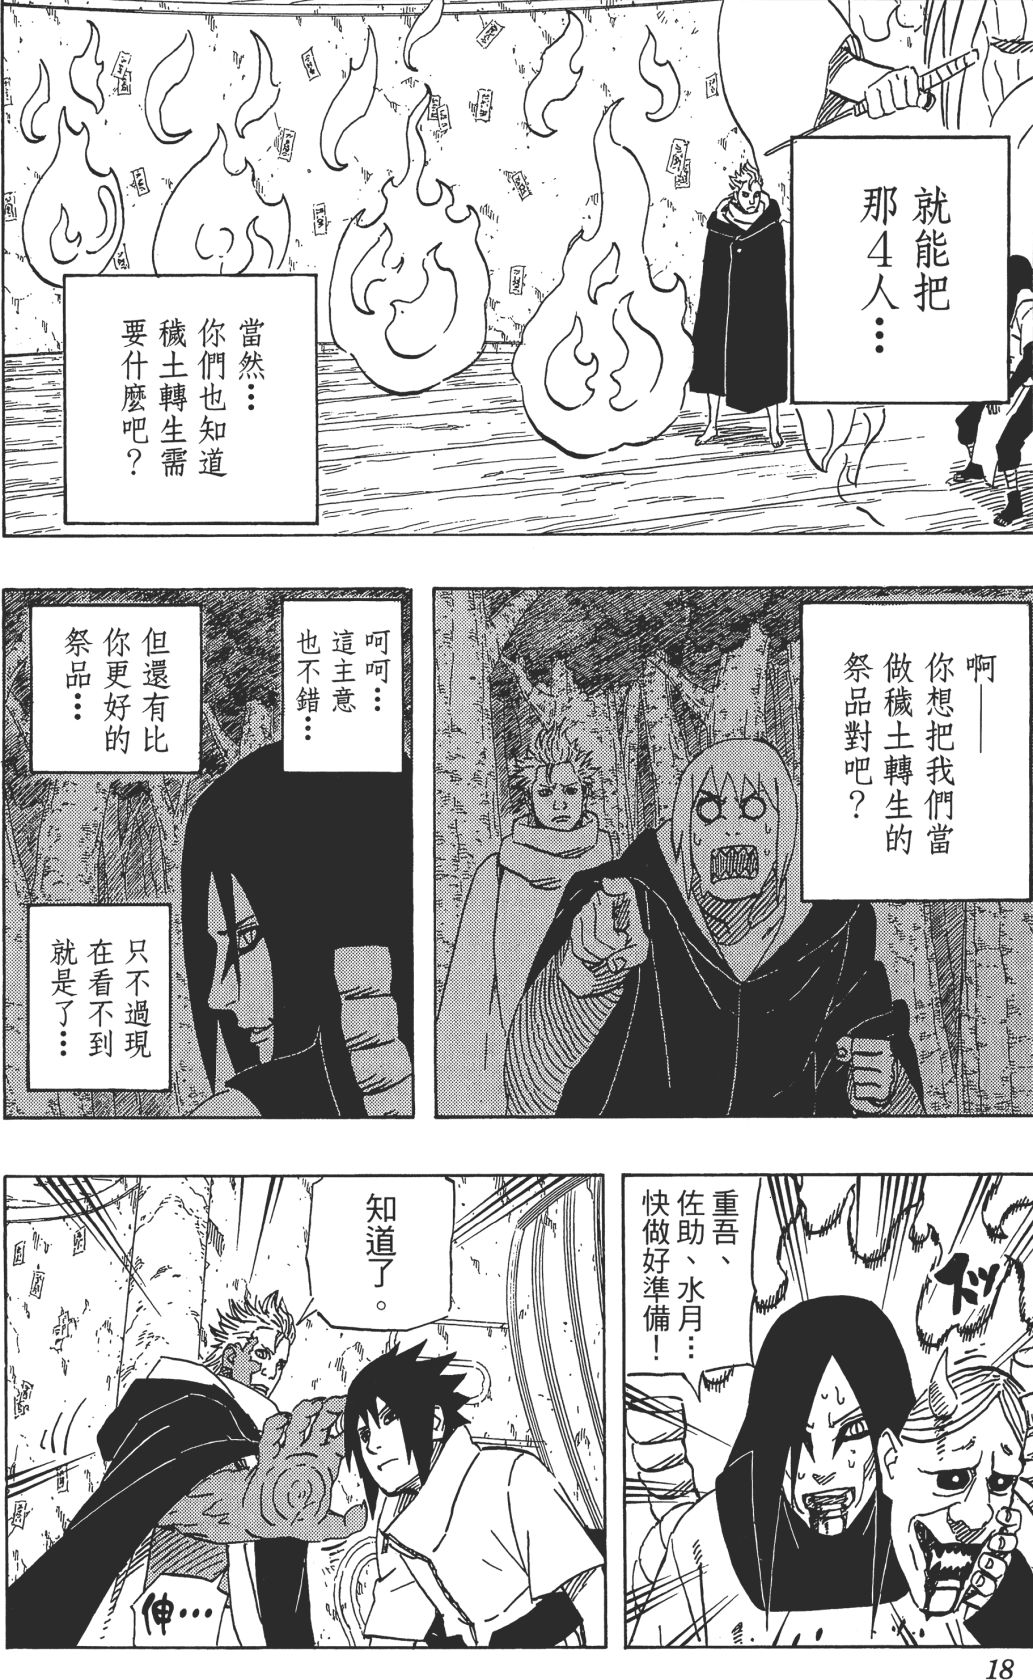 就能把
那4人…
當然…
你們也知道
穢土轉生需
要什麼吧？
啊──
你想把我們當
做穢土轉生的
祭品對吧？
呵呵…
這主意
也不錯…
但還有比
你更好的
祭品…
只不過現
在看不到
就是了…
重吾、
佐助、水月…
快做好準備！
ズッ
知道了。
伸…
18